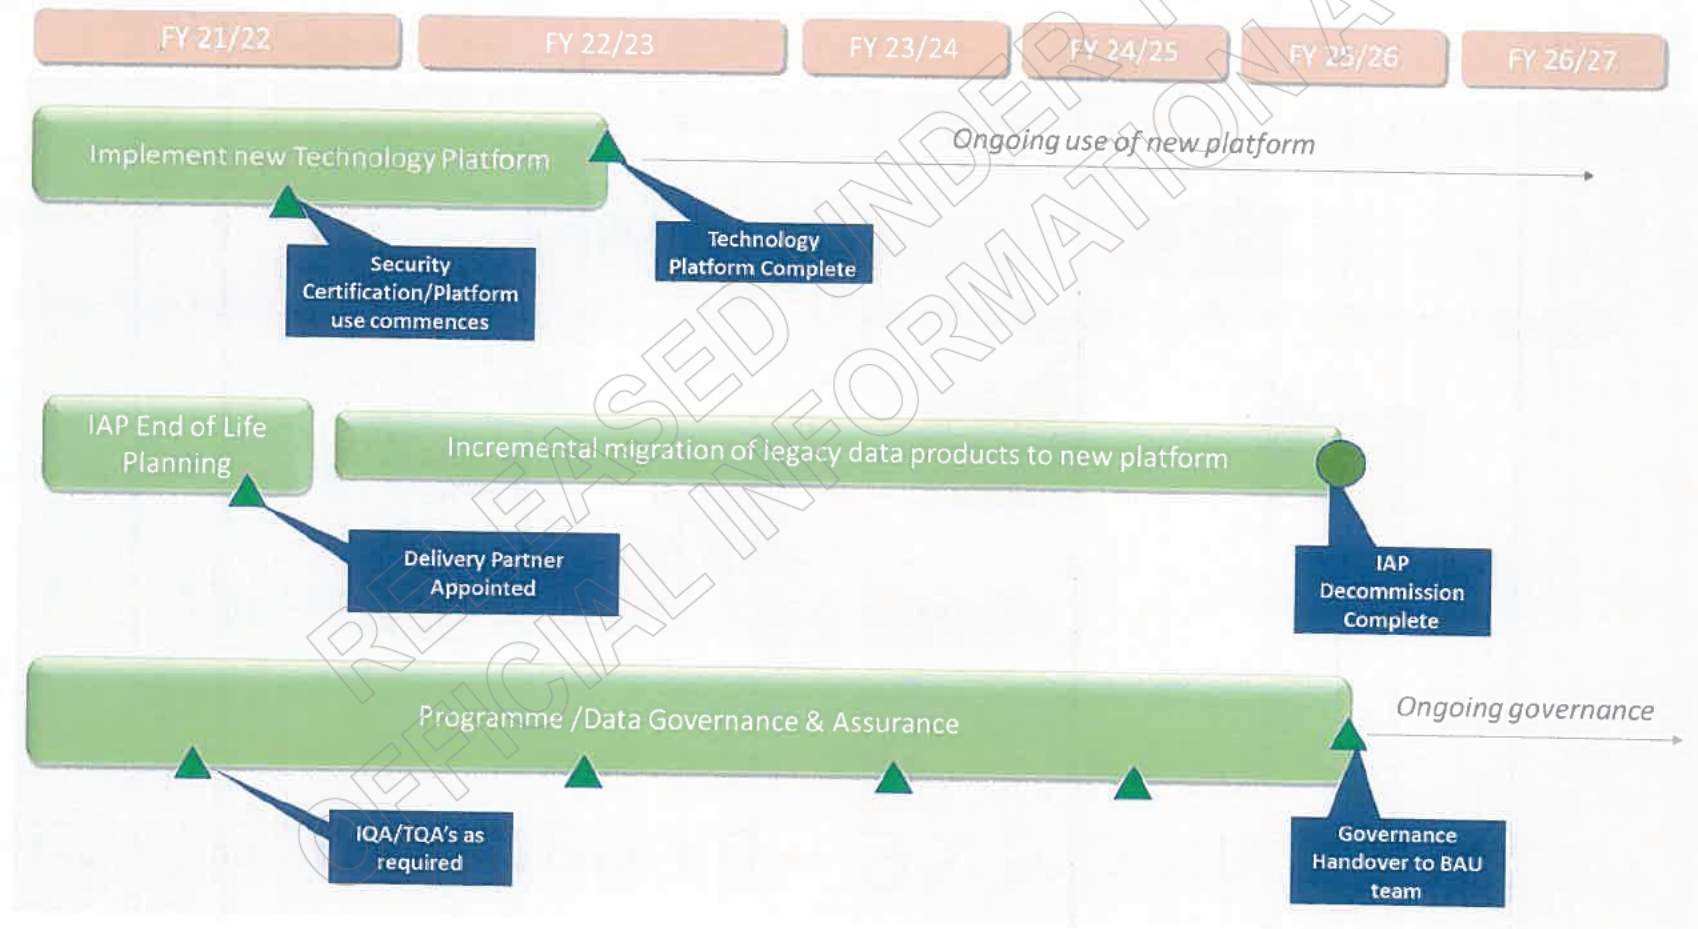 FY 21/22
FY 22/23
FY 23/24
FY 24/25
FY 25/26
FY 26/27
Implement new Technology Platform
Ongoing use of new platform
Technology
Platform Complete
Security
Certification/Platform
use commences
IAP End of Life
Planning
Incremental migration of legacy data products to new platform
Delivery Partner
Appointed
IAP
Decommission
Complete
Programme /Data Governance & Assurance
Ongoing governance
IQA/TQA's as
required
Governance
Handover to BAU
team
RELEASED UNDER
OFFICIAL INFORMATION A